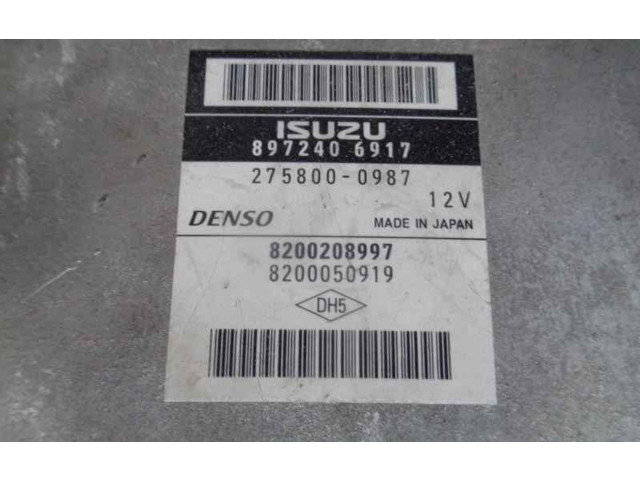 ISUZU
897240 6917
275800-0987
12V
DENSO MADE IN JAPAN
8200208997
8200050919
DH5